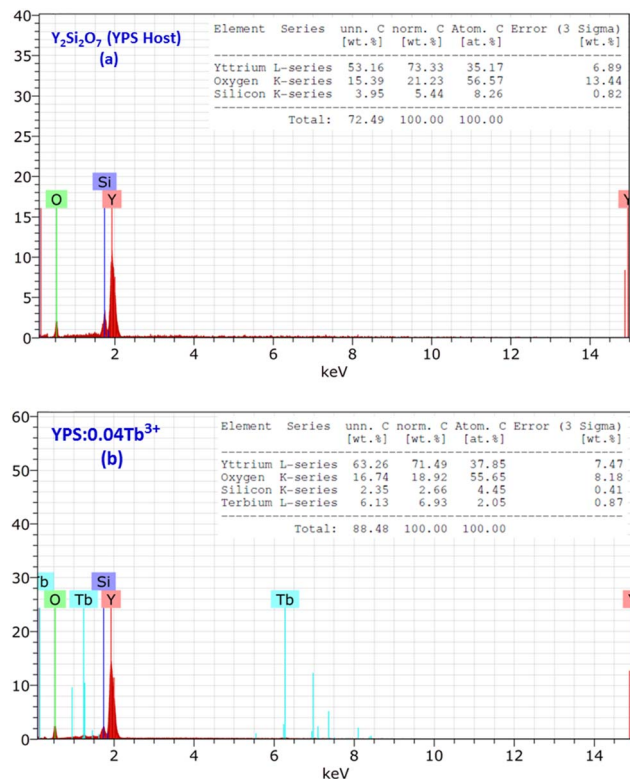 Y₂Si₂O₇ (YPS Host)
(a)
Element Series unn. C norm. C Atom. C Error (3 Sigma)
[wt.%] [wt.%] [at.%] [wt.%]
Yttrium L-series 53.16 73.33 35.17 6.89
Oxygen K-series 15.39 21.23 56.57 13.44
Silicon K-series 3.95 5.44 8.26 0.82
Total: 72.49 100.00 100.00
40
35
30
25
20
15
10
5
0
O
Si
Y
Y
2 4 6 8 10 12 14
keV
YPS:0.04Tb³⁺
(b)
Element Series unn. C norm. C Atom. C Error (3 Sigma)
[wt.%] [wt.%] [at.%] [wt.%]
Yttrium L-series 63.26 71.49 37.85 7.47
Oxygen K-series 16.74 18.92 55.65 8.18
Silicon K-series 2.35 2.66 4.45 0.41
Terbium L-series 6.13 6.93 2.05 0.87
Total: 88.48 100.00 100.00
60
50
40
30
20
10
0
b
O
Tb
Si
Y
Tb
2 4 6 8 10 12 14
keV